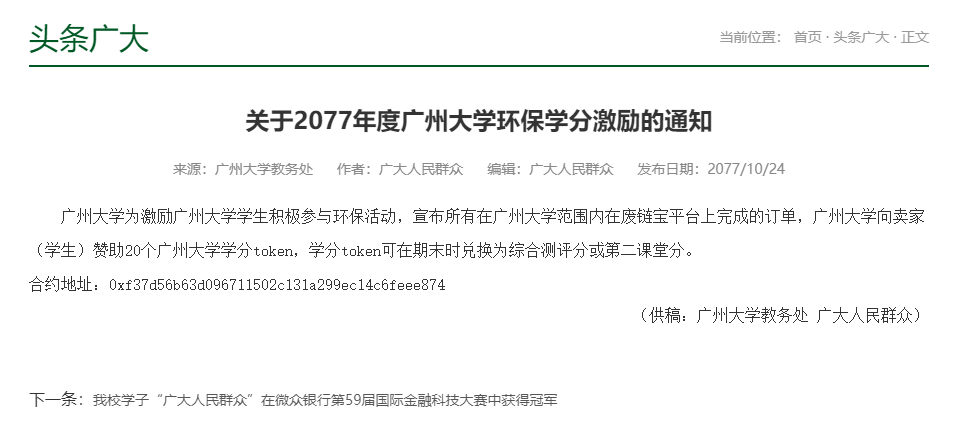 头条广大
当前位置： 首页 · 头条广大 · 正文
关于2077年度广州大学环保学分激励的通知
来源：广州大学教务处 作者：广大人民群众 编辑：广大人民群众 发布日期：2077/10/24
广州大学为激励广州大学学生积极参与环保活动，宣布所有在广州大学范围内在废链宝平台上完成的订单，广州大学向卖家
（学生）赞助20个广州大学学分token，学分token可在期末时兑换为综合测评分或第二课堂分。
合约地址：0xf37d56b63d096711502c131a299ec14c6feee874
（供稿：广州大学教务处 广大人民群众）
下一条：我校学子“广大人民群众”在微众银行第59届国际金融科技大赛中获得冠军